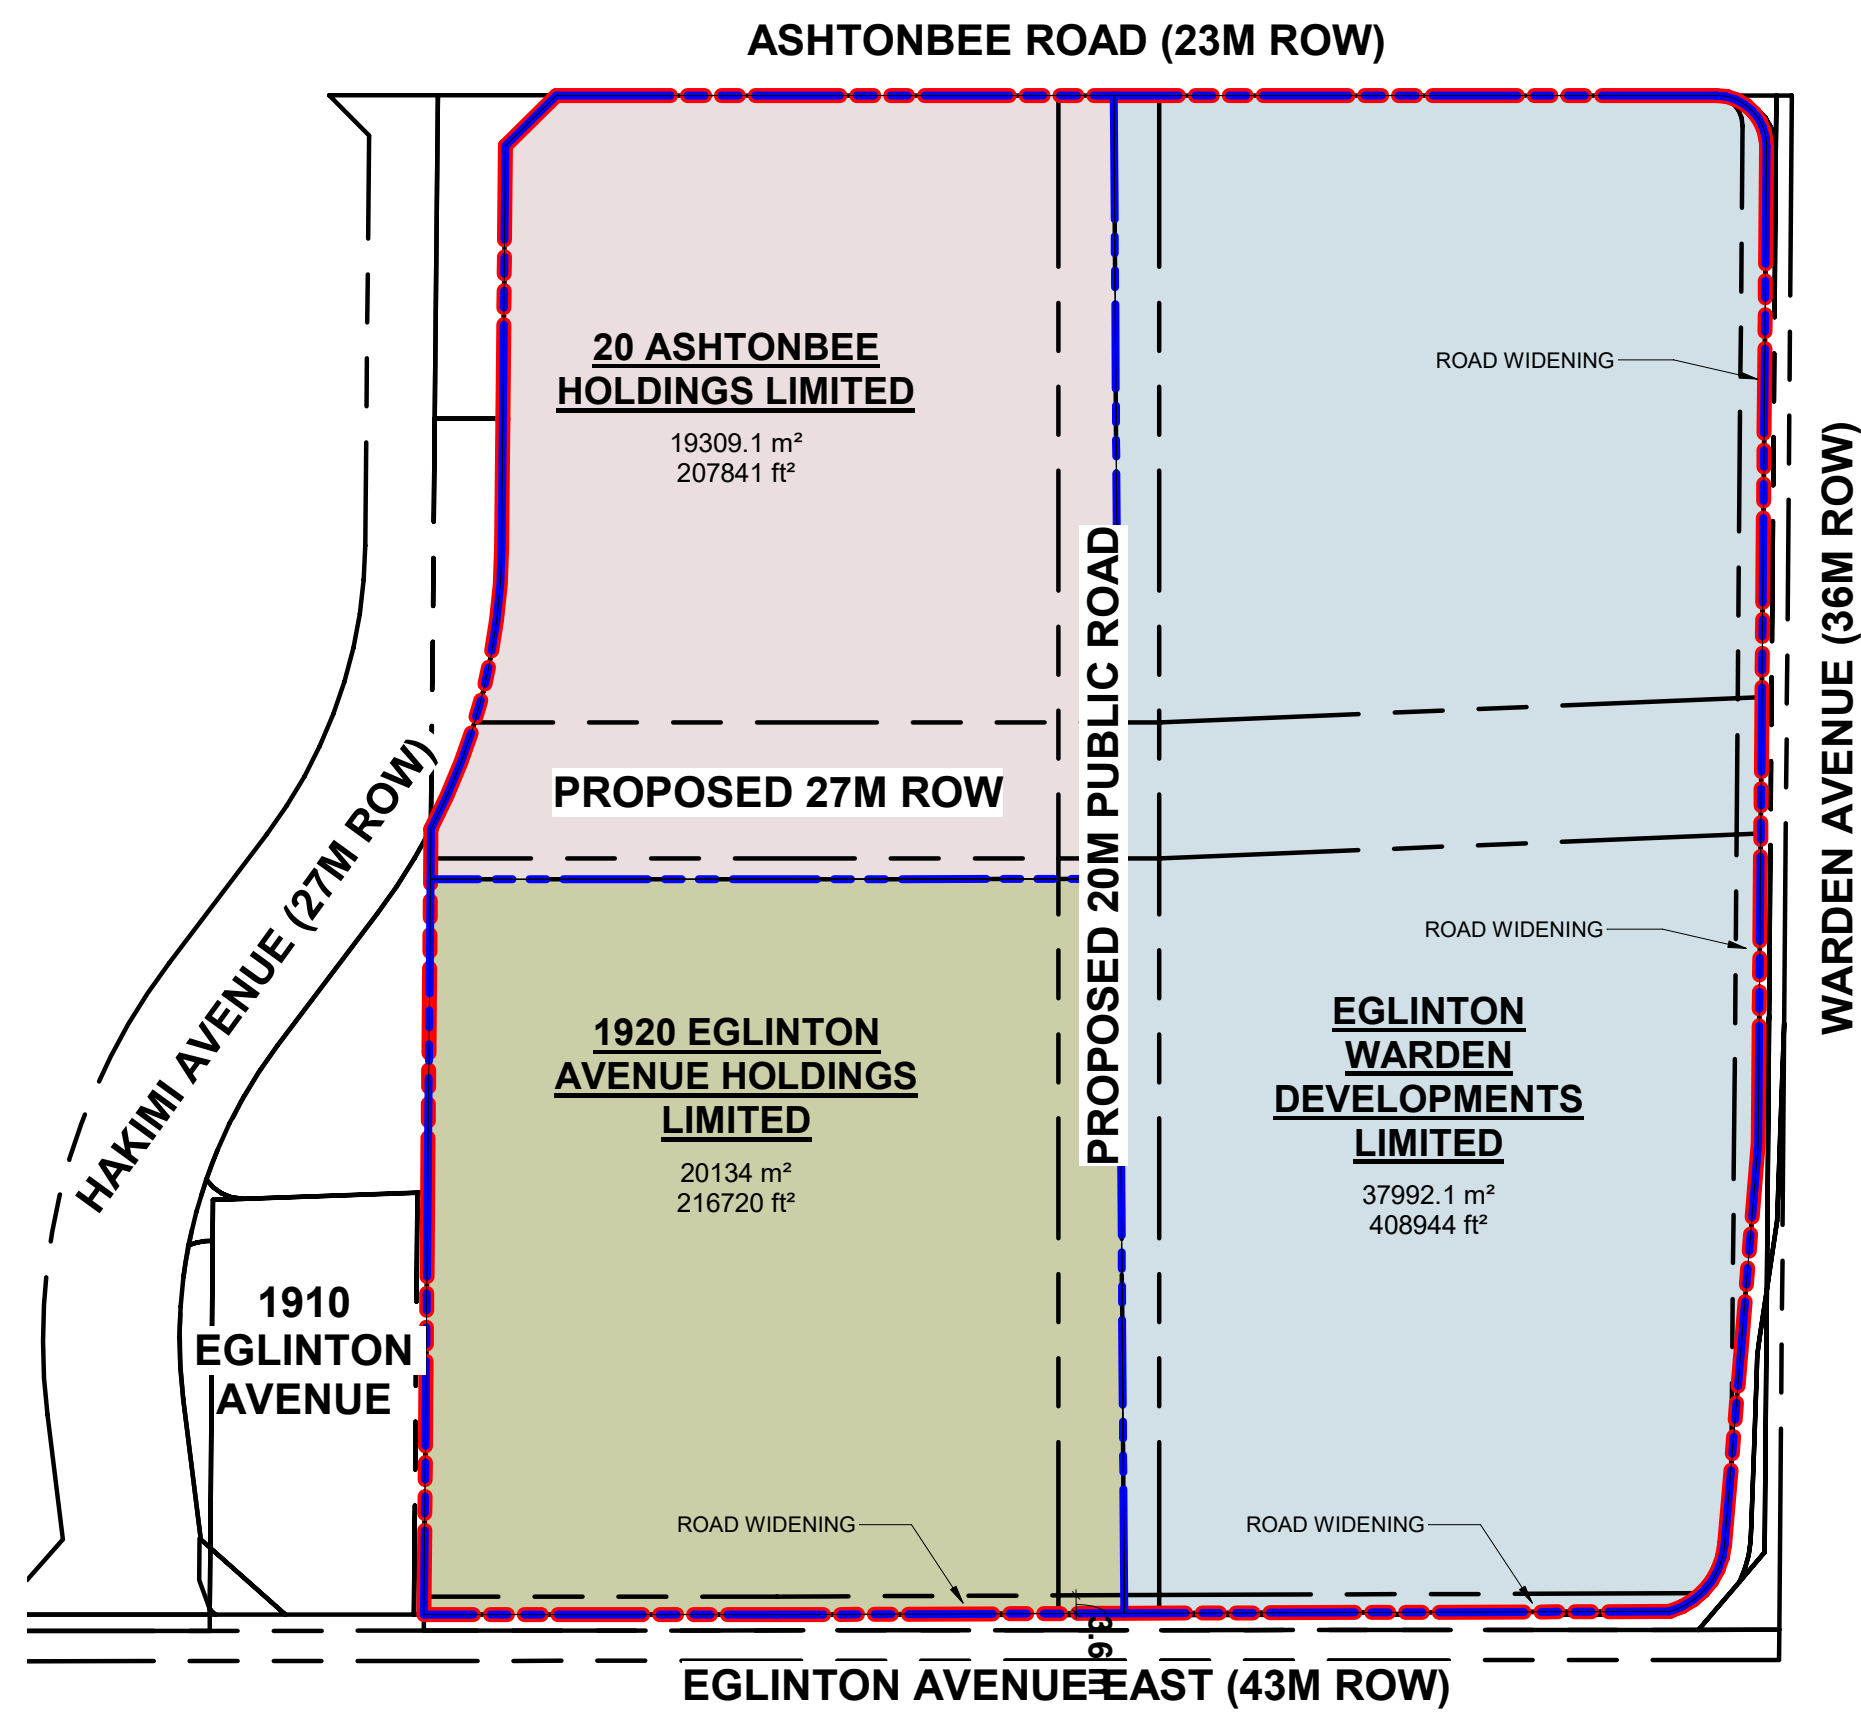 ASHTONBEE ROAD (23M ROW)
20 ASHTONBEE
HOLDINGS LIMITED
19309.1 m²
207841 ft²
ROAD WIDENING
WARDEN AVENUE (36M ROW)
PROPOSED 20M PUBLIC ROAD
PROPOSED 27M ROW
HAKIMI AVENUE (27M ROW)
ROAD WIDENING
1920 EGLINTON
AVENUE HOLDINGS
LIMITED
20134 m²
216720 ft²
EGLINTON
WARDEN
DEVELOPMENTS
LIMITED
37992.1 m²
408944 ft²
1910
EGLINTON
AVENUE
ROAD WIDENING
ROAD WIDENING
3.6 m
EGLINTON AVENUE EAST (43M ROW)